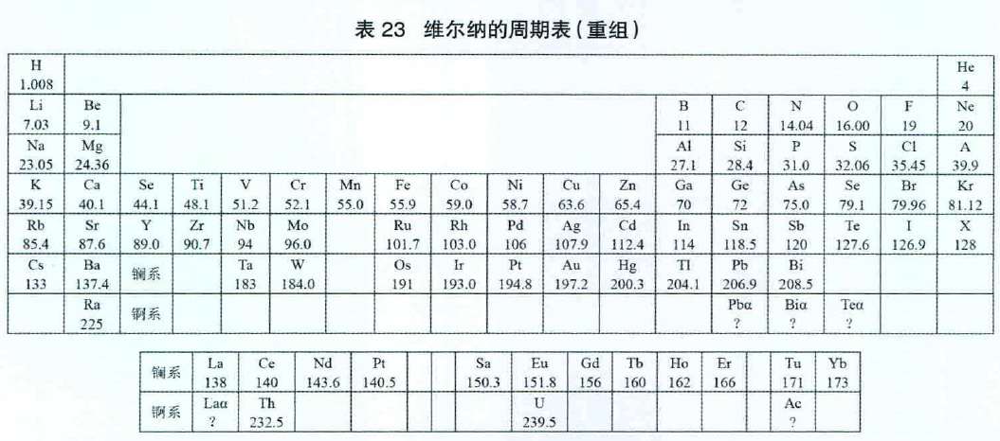 表 23 维尔纳的周期表(重组)
H He
1.008 4
Li Be B C N O F Ne
7.03 9.1 11 12 14.04 16.00 19 20
Na Mg Al Si P S Cl A
23.05 24.36 27.1 28.4 31.0 32.06 35.45 39.9
K Ca Se Ti V Cr Mn Fe Co Ni Cu Zn Ga Ge As Se Br Kr
39.15 40.1 44.1 48.1 51.2 52.1 55.0 55.9 59.0 58.7 63.6 65.4 70 72 75.0 79.1 79.96 81.12
Rb Sr Y Zr Nb Mo Ru Rh Pd Ag Cd In Sn Sb Te I X
85.4 87.6 89.0 90.7 94 96.0 101.7 103.0 106 107.9 112.4 114 118.5 120 127.6 126.9 128
Cs Ba 镧系 Ta W Os Ir Pt Au Hg Tl Pb Bi
133 137.4 183 184.0 191 193.0 194.8 197.2 200.3 204.1 206.9 208.5
Ra 锕系 Pbα Biα Teα
225 ? ? ?
镧系 La Ce Nd Pt Sa Eu Gd Tb Ho Er Tu Yb
138 140 143.6 140.5 150.3 151.8 156 160 162 166 171 173
锕系 Laα Th U Ac
? 232.5 239.5 ?